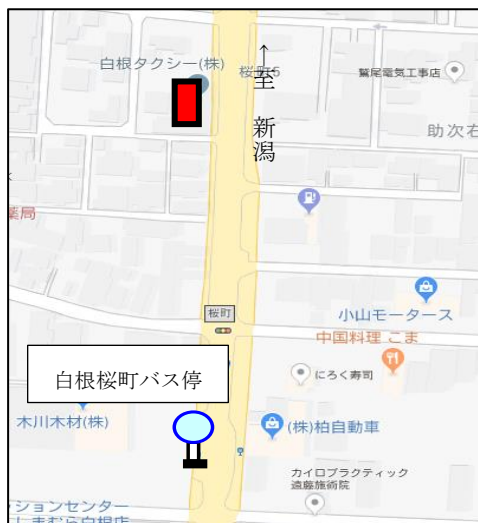 白根タクシー(株)
桜町5
↑至 新潟
鷲尾電気工事店
助次右
薬局
桜町
小山モータース
中国料理 こま
白根桜町バス停
にろく寿司
木川木材(株)
(株)柏自動車
カイロプラクティック
遠藤施術院
ションセンター
しまむら白根店